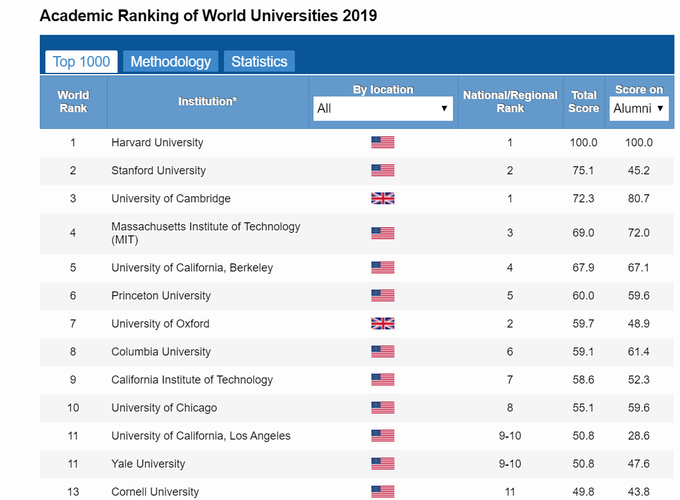 Academic Ranking of World Universities 2019
Top 1000 Methodology Statistics
World Rank Institution* By location All National/Regional Rank Total Score Score on Alumni
1 Harvard University 1 100.0 100.0
2 Stanford University 2 75.1 45.2
3 University of Cambridge 1 72.3 80.7
4 Massachusetts Institute of Technology (MIT) 3 69.0 72.0
5 University of California, Berkeley 4 67.9 67.1
6 Princeton University 5 60.0 59.6
7 University of Oxford 2 59.7 48.9
8 Columbia University 6 59.1 61.4
9 California Institute of Technology 7 58.6 52.3
10 University of Chicago 8 55.1 59.6
11 University of California, Los Angeles 9-10 50.8 28.6
11 Yale University 9-10 50.8 47.6
13 Cornell University 11 49.8 43.8